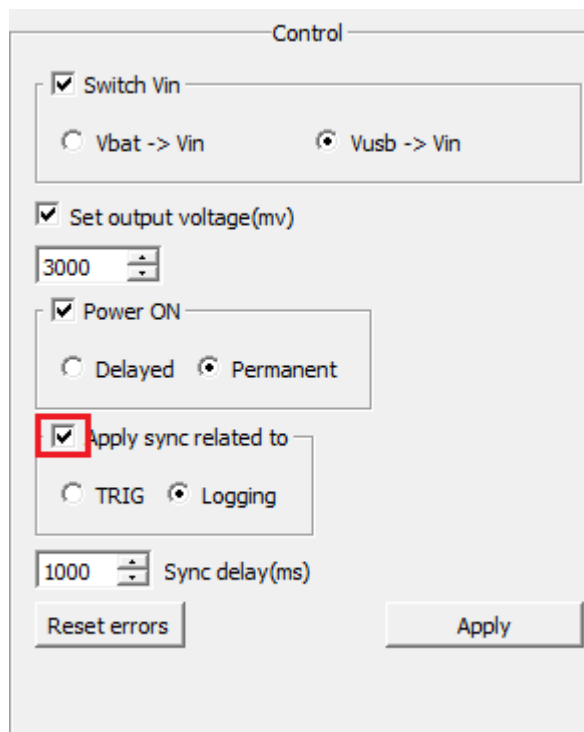 Control
Switch Vin
Vbat -> Vin
Vusb -> Vin
Set output voltage(mv)
3000
Power ON
Delayed
Permanent
Apply sync related to
TRIG
Logging
1000
Sync delay(ms)
Reset errors
Apply